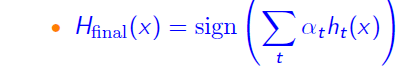 • H_final(x) = sign ( ∑_t α_t h_t(x) )